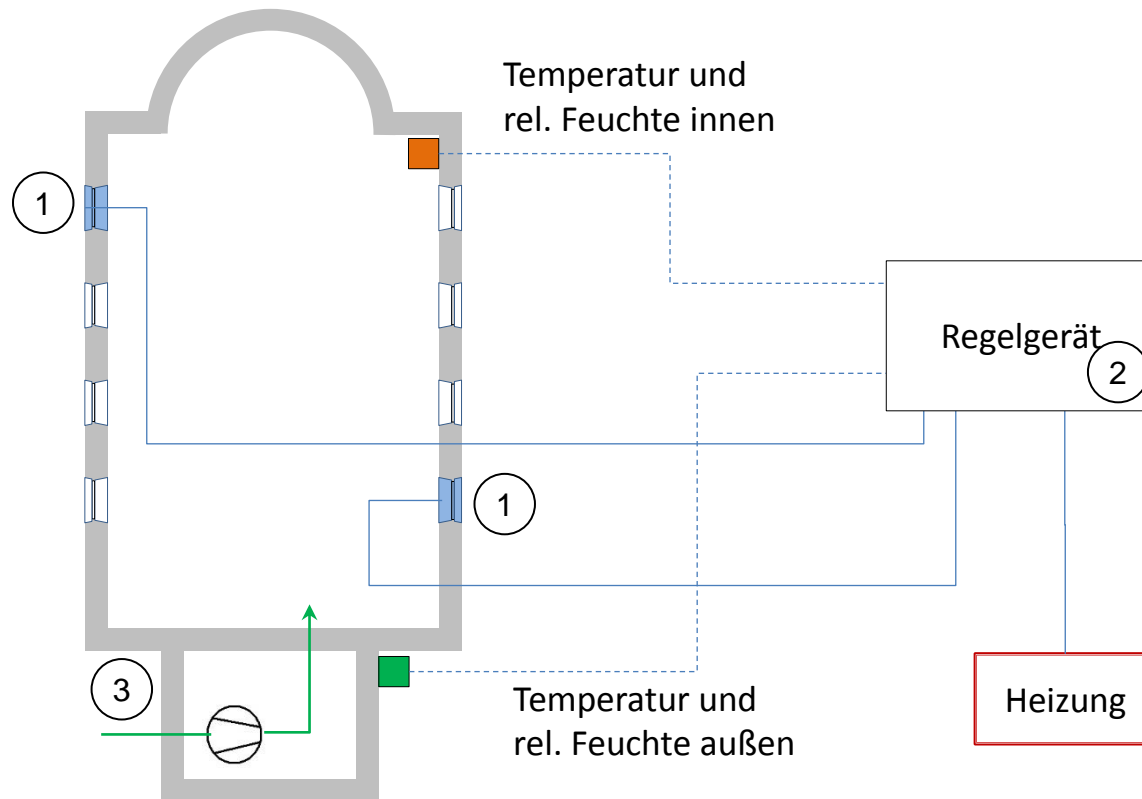 Temperatur und
rel. Feuchte innen
1
Regelgerät
2
1
3
Temperatur und
rel. Feuchte außen
Heizung